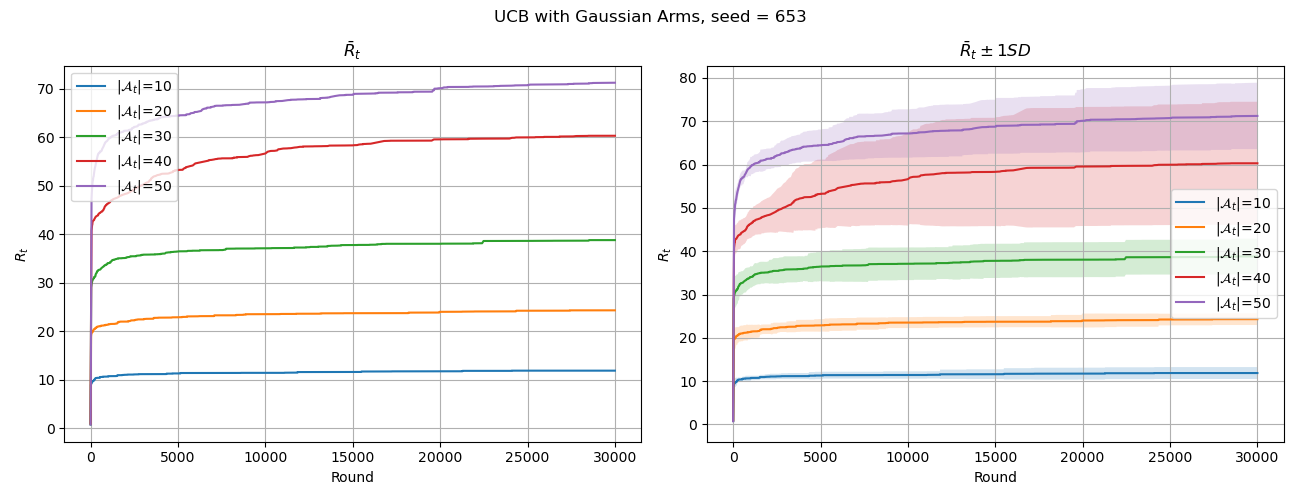 UCB with Gaussian Arms, seed = 653
R̄ₜ
R̄ₜ ± 1SD
Rₜ
70
60
50
40
30
20
10
0
|𝒜ₜ|=10
|𝒜ₜ|=20
|𝒜ₜ|=30
|𝒜ₜ|=40
|𝒜ₜ|=50
0 5000 10000 15000 20000 25000 30000
Round
Rₜ
80
70
60
50
40
30
20
10
0
|𝒜ₜ|=10
|𝒜ₜ|=20
|𝒜ₜ|=30
|𝒜ₜ|=40
|𝒜ₜ|=50
0 5000 10000 15000 20000 25000 30000
Round